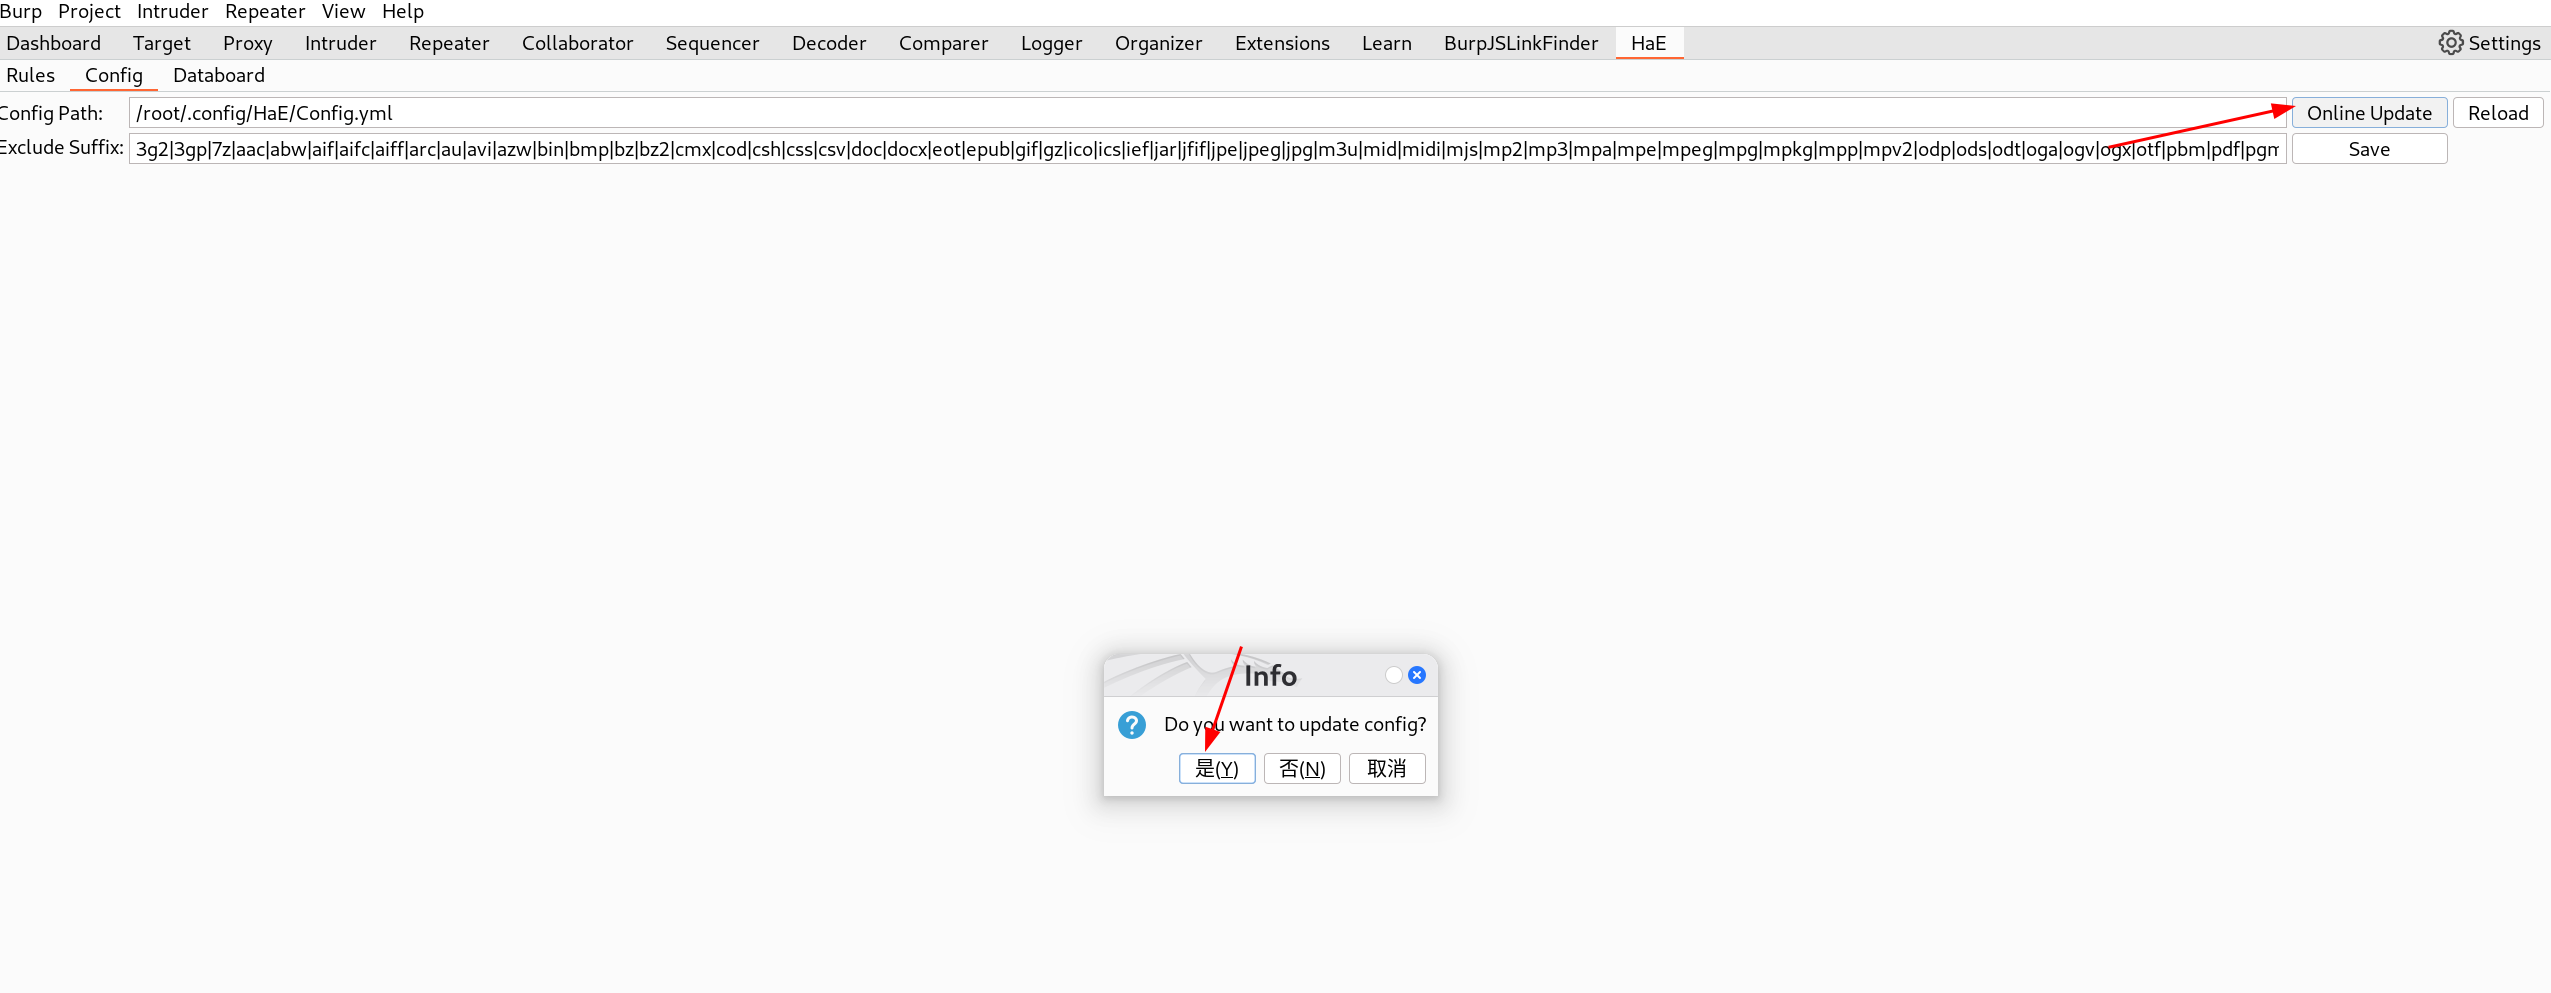 Burp Project Intruder Repeater View Help
Dashboard Target Proxy Intruder Repeater Collaborator Sequencer Decoder Comparer Logger Organizer Extensions Learn BurpJSLinkFinder HaE Settings
Rules Config Databoard
Config Path: /root/.config/HaE/Config.yml Online Update Reload
Exclude Suffix: 3g2|3gp|7z|aac|abw|aif|aifc|aiff|arc|au|avi|azw|bin|bmp|bz|bz2|cmx|cod|csh|css|csv|doc|docx|eot|epub|gif|gz|ico|ics|ief|jar|jfif|jpe|jpeg|jpg|m3u|mid|midi|mjs|mp2|mp3|mpa|mpe|mpeg|mpg|mpkg|mpp|mpv2|odp|ods|odt|oga|ogv|ogx|otf|pbm|pdf|pgm Save
Info
Do you want to update config?
是(Y) 否(N) 取消